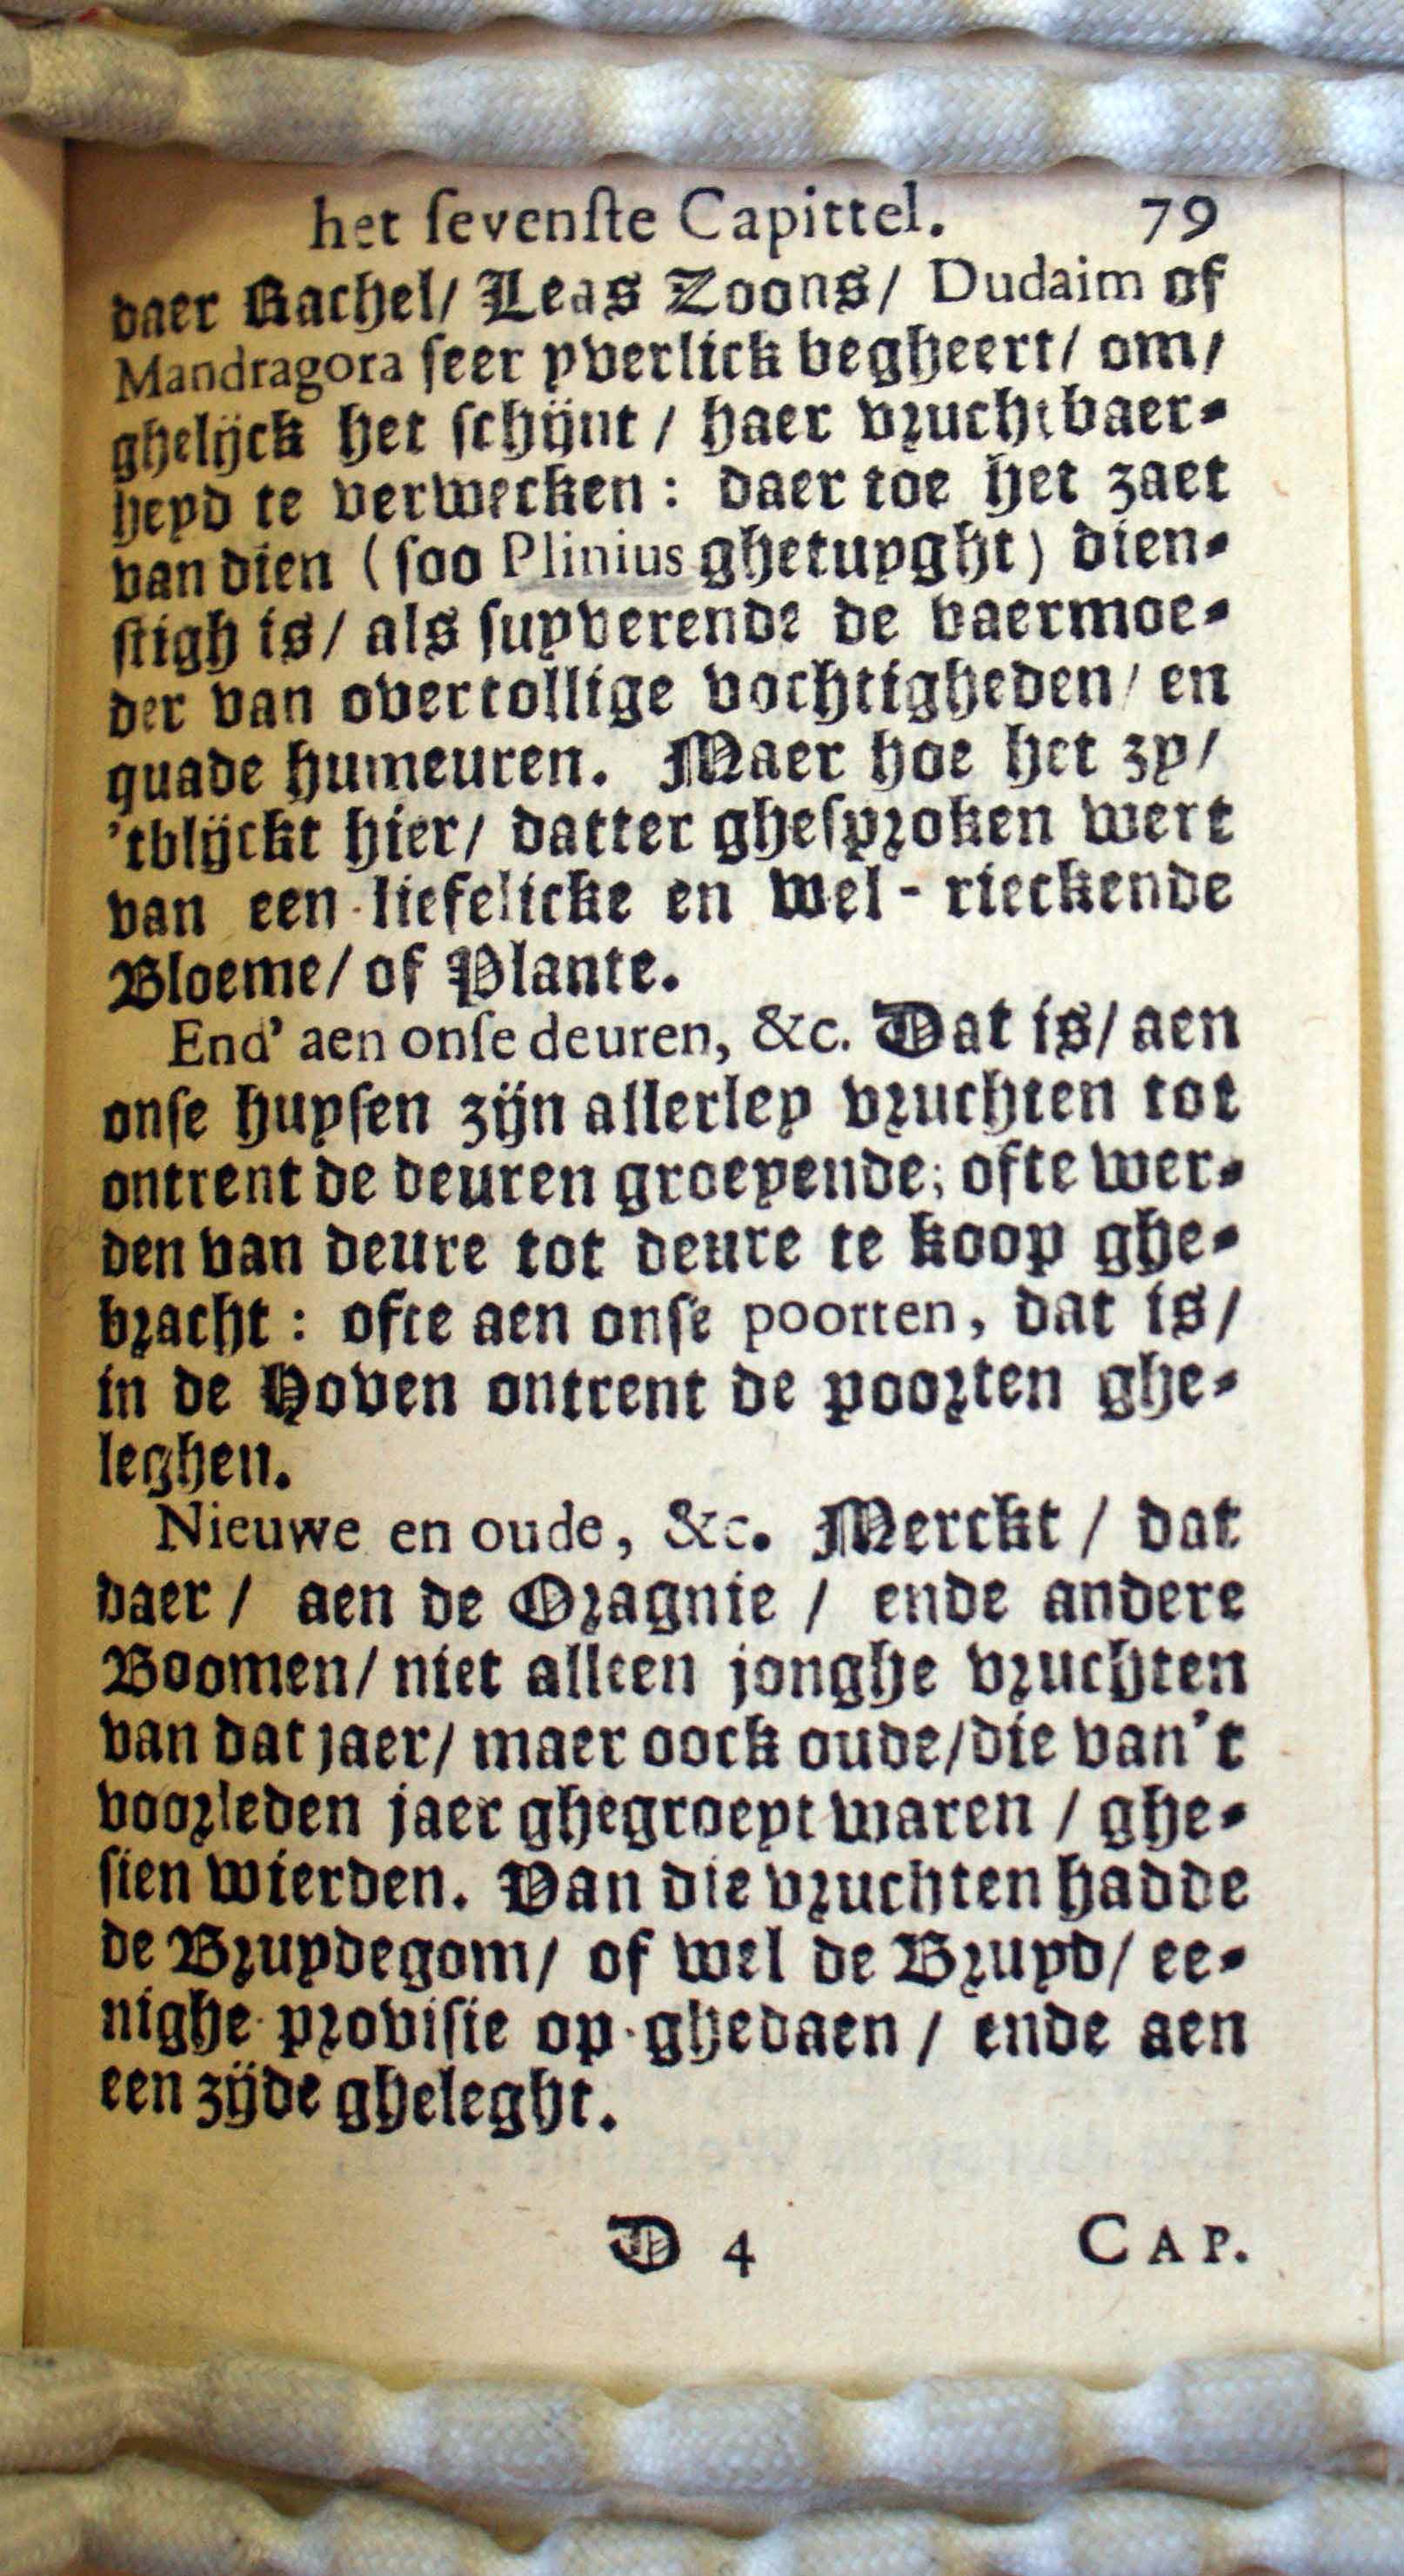 het ſevenſte Capittel. 79
daer Rachel/ Leas Zoons/ Dudaim of
Mandragora ſeer yverlick begheert/ om/
ghelijck het ſchijnt / haer vruchtbaer-
heyd te verwecken: daer toe het zaet
van dien (ſoo Plinius ghetuyght) dien-
ſtigh is/ als ſuyverende de baermoe-
der van overtollige vochtigheden/ en
quade humeuren. Maer hoe het zy/
'tblijckt hier/ datter gheſproken wert
van een liefelicke en wel-rieckende
Bloeme/ of Plante.
End' aen onſe deuren, &c. Dat is/ aen
onſe huyſen zijn allerley vruchten tot
ontrent de deuren groeyende; ofte wer-
den van deure tot deure te koop ghe-
bracht: ofte aen onſe poorten, dat is/
in de Hoven ontrent de poorten ghe-
leghen.
Nieuwe en oude, &c. Merckt / dat
daer / aen de Oragnie / ende andere
Boomen/ niet alleen jonghe vruchten
van dat jaer/ maer oock oude/ die van't
voorleden jaer ghegroeyt waren / ghe-
ſien wierden. Van die vruchten hadde
de Bruydegom/ of wel de Bruyd/ ee-
nighe proviſie op-ghedaen / ende aen
een zijde gheleght.
D 4 CAP.